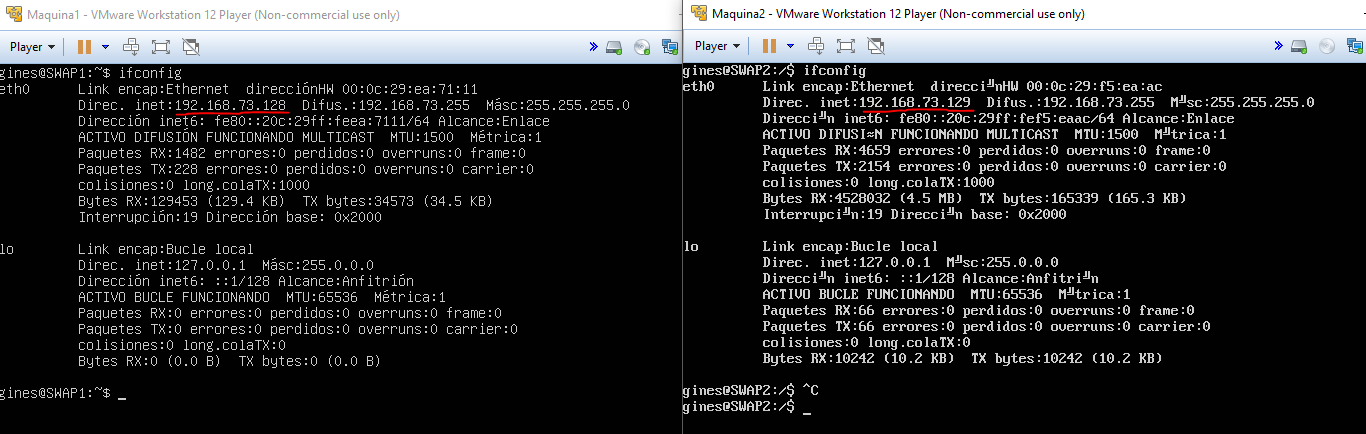 Maquina1 - VMware Workstation 12 Player (Non-commercial use only)
Player
gines@SWAP1:~$ ifconfig
eth0 Link encap:Ethernet direcciónHW 00:0c:29:ea:71:11
Direc. inet:192.168.73.128 Difus.:192.168.73.255 Másc:255.255.255.0
Dirección inet6: fe80::20c:29ff:feea:7111/64 Alcance:Enlace
ACTIVO DIFUSIÓN FUNCIONANDO MULTICAST MTU:1500 Métrica:1
Paquetes RX:1482 errores:0 perdidos:0 overruns:0 frame:0
Paquetes TX:228 errores:0 perdidos:0 overruns:0 carrier:0
colisiones:0 long.colaTX:1000
Bytes RX:129453 (129.4 KB) TX bytes:34573 (34.5 KB)
Interrupción:19 Dirección base: 0x2000
lo Link encap:Bucle local
Direc. inet:127.0.0.1 Másc:255.0.0.0
Dirección inet6: ::1/128 Alcance:Anfitrión
ACTIVO BUCLE FUNCIONANDO MTU:65536 Métrica:1
Paquetes RX:0 errores:0 perdidos:0 overruns:0 frame:0
Paquetes TX:0 errores:0 perdidos:0 overruns:0 carrier:0
colisiones:0 long.colaTX:0
Bytes RX:0 (0.0 B) TX bytes:0 (0.0 B)
gines@SWAP1:~$ _
Maquina2 - VMware Workstation 12 Player (Non-commercial use only)
Player
gines@SWAP2:/$ ifconfig
eth0 Link encap:Ethernet direcci╜nHW 00:0c:29:f5:ea:ac
Direc. inet:192.168.73.129 Difus.:192.168.73.255 M╜sc:255.255.255.0
Direcci╜n inet6: fe80::20c:29ff:fef5:eaac/64 Alcance:Enlace
ACTIVO DIFUSI≈N FUNCIONANDO MULTICAST MTU:1500 M╜trica:1
Paquetes RX:4659 errores:0 perdidos:0 overruns:0 frame:0
Paquetes TX:2154 errores:0 perdidos:0 overruns:0 carrier:0
colisiones:0 long.colaTX:1000
Bytes RX:4528032 (4.5 MB) TX bytes:165339 (165.3 KB)
Interrupci╜n:19 Direcci╜n base: 0x2000
lo Link encap:Bucle local
Direc. inet:127.0.0.1 M╜sc:255.0.0.0
Direcci╜n inet6: ::1/128 Alcance:Anfitri╜n
ACTIVO BUCLE FUNCIONANDO MTU:65536 M╜trica:1
Paquetes RX:66 errores:0 perdidos:0 overruns:0 frame:0
Paquetes TX:66 errores:0 perdidos:0 overruns:0 carrier:0
colisiones:0 long.colaTX:0
Bytes RX:10242 (10.2 KB) TX bytes:10242 (10.2 KB)
gines@SWAP2:/$ ^C
gines@SWAP2:/$ _